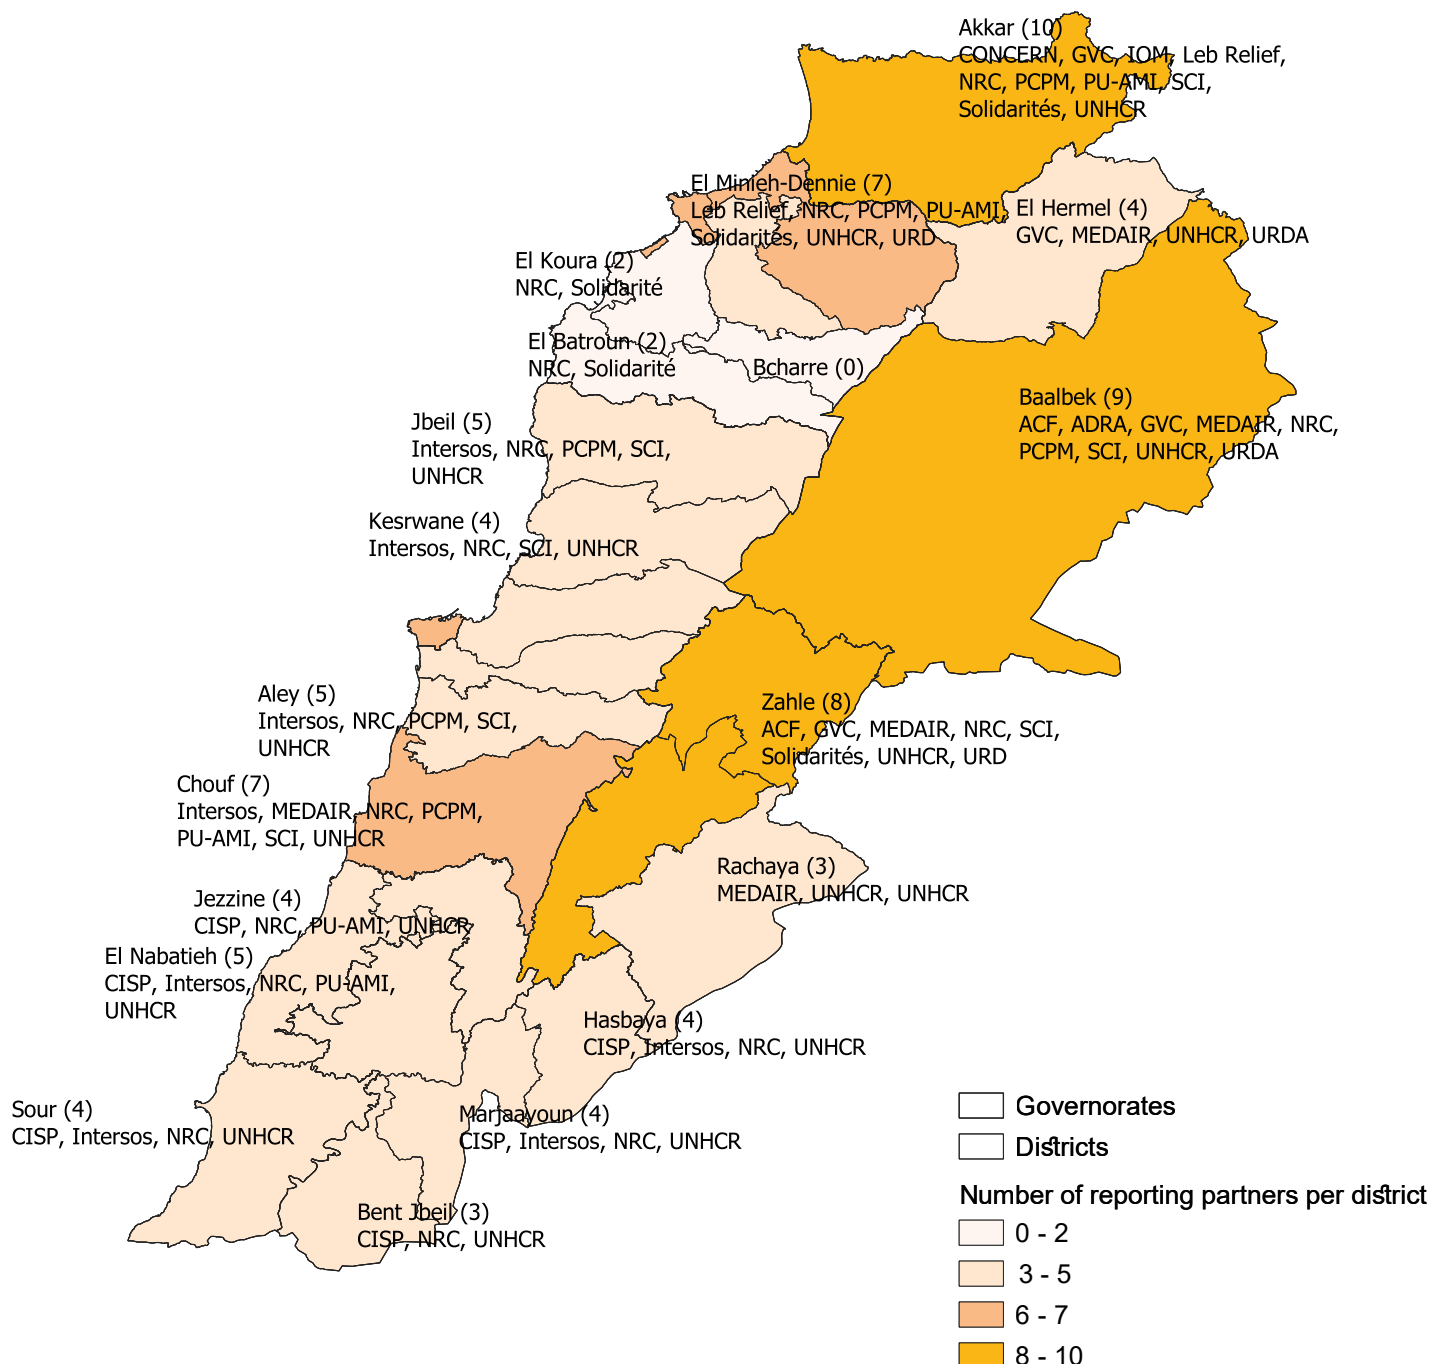 Akkar (10)
CONCERN, GVC, IOM, Leb Relief,
NRC, PCPM, PU-AMI, SCI,
Solidarités, UNHCR
El Minieh-Dennie (7)
Leb Relief, NRC, PCPM, PU-AMI,
Solidarités, UNHCR, URD
El Hermel (4)
GVC, MEDAIR, UNHCR, URDA
El Koura (2)
NRC, Solidarité
El Batroun (2)
NRC, Solidarité
Bcharre (0)
Baalbek (9)
ACF, ADRA, GVC, MEDAIR, NRC,
PCPM, SCI, UNHCR, URDA
Jbeil (5)
Intersos, NRC, PCPM, SCI,
UNHCR
Kesrwane (4)
Intersos, NRC, SCI, UNHCR
Aley (5)
Intersos, NRC, PCPM, SCI,
UNHCR
Zahle (8)
ACF, GVC, MEDAIR, NRC, SCI,
Solidarités, UNHCR, URD
Chouf (7)
Intersos, MEDAIR, NRC, PCPM,
PU-AMI, SCI, UNHCR
Rachaya (3)
MEDAIR, UNHCR, UNHCR
Jezzine (4)
CISP, NRC, PU-AMI, UNHCR
El Nabatieh (5)
CISP, Intersos, NRC, PU-AMI,
UNHCR
Hasbaya (4)
CISP, Intersos, NRC, UNHCR
Sour (4)
CISP, Intersos, NRC, UNHCR
Marjaayoun (4)
CISP, Intersos, NRC, UNHCR
Bent Jbeil (3)
CISP, NRC, UNHCR
Governorates
Districts
Number of reporting partners per district
0 - 2
3 - 5
6 - 7
8 - 10